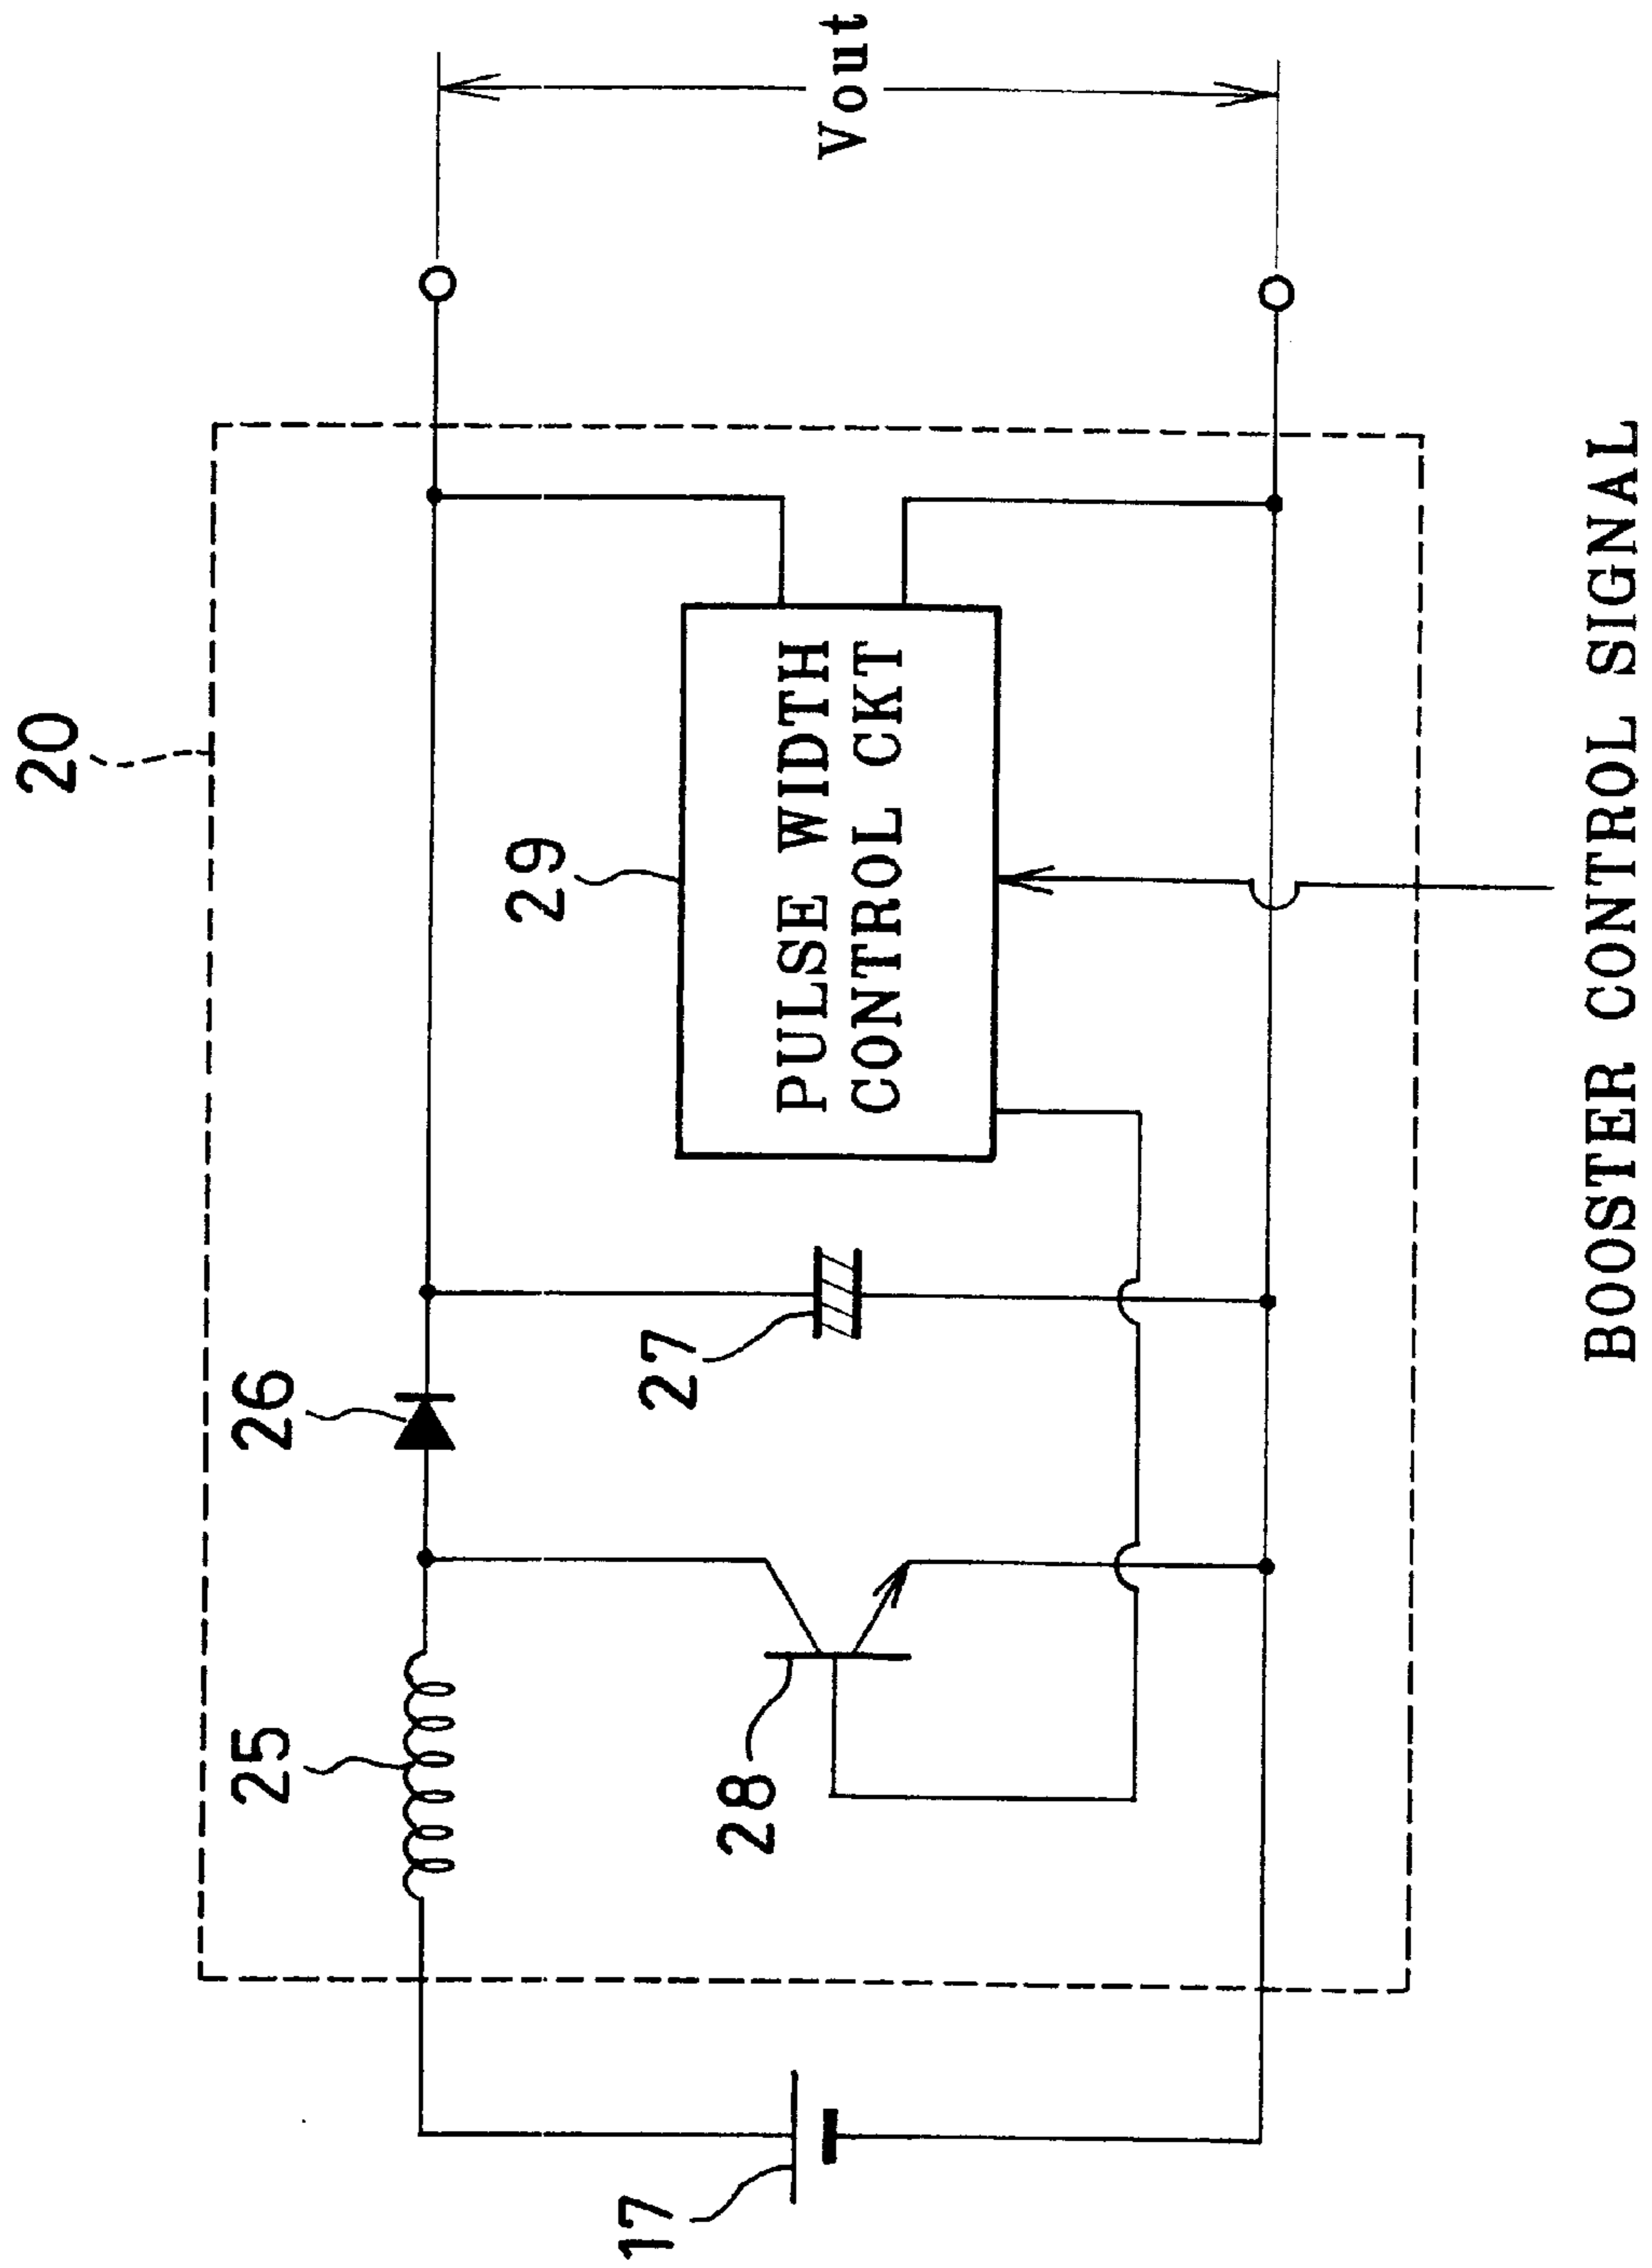 20
25
26
29
Vout
27
28
PULSE WIDTH
CONTROL CKT
17
BOOSTER CONTROL SIGNAL